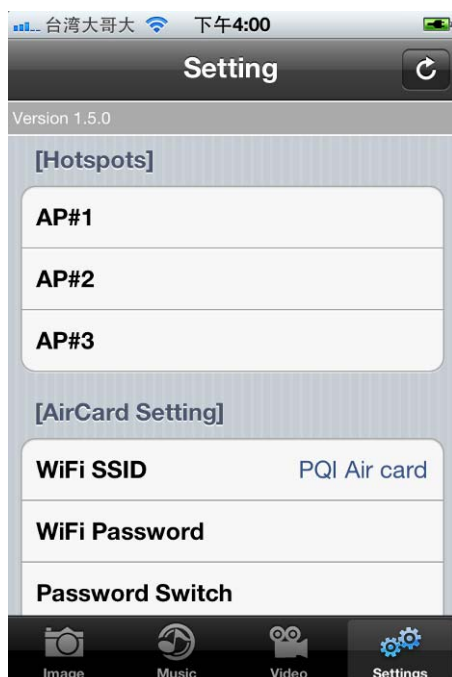 台湾大哥大 下午4:00
Setting
Version 1.5.0
[Hotspots]
AP#1
AP#2
AP#3
[AirCard Setting]
WiFi SSID PQI Air card
WiFi Password
Password Switch
Image Music Video Settings